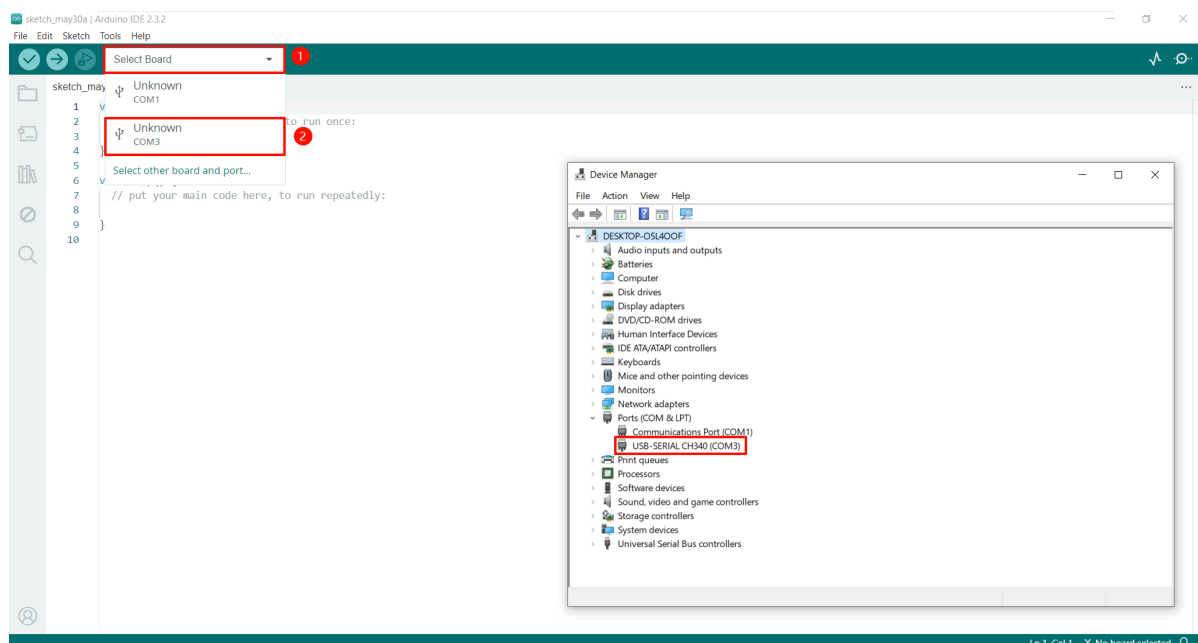 sketch_may30a | Arduino IDE 2.3.2
File Edit Sketch Tools Help
Select Board
1
sketch_may
Unknown
COM1
Unknown
COM3
2
Select other board and port...
1 v
2 to run once:
3
4 }
5
6 v
7 // put your main code here, to run repeatedly:
8
9 }
10
Device Manager
File Action View Help
DESKTOP-OSL4OOF
Audio inputs and outputs
Batteries
Computer
Disk drives
Display adapters
DVD/CD-ROM drives
Human Interface Devices
IDE ATA/ATAPI controllers
Keyboards
Mice and other pointing devices
Monitors
Network adapters
Ports (COM & LPT)
Communications Port (COM1)
USB-SERIAL CH340 (COM3)
Print queues
Processors
Software devices
Sound, video and game controllers
Storage controllers
System devices
Universal Serial Bus controllers
Ln 1, Col 1 X No board selected